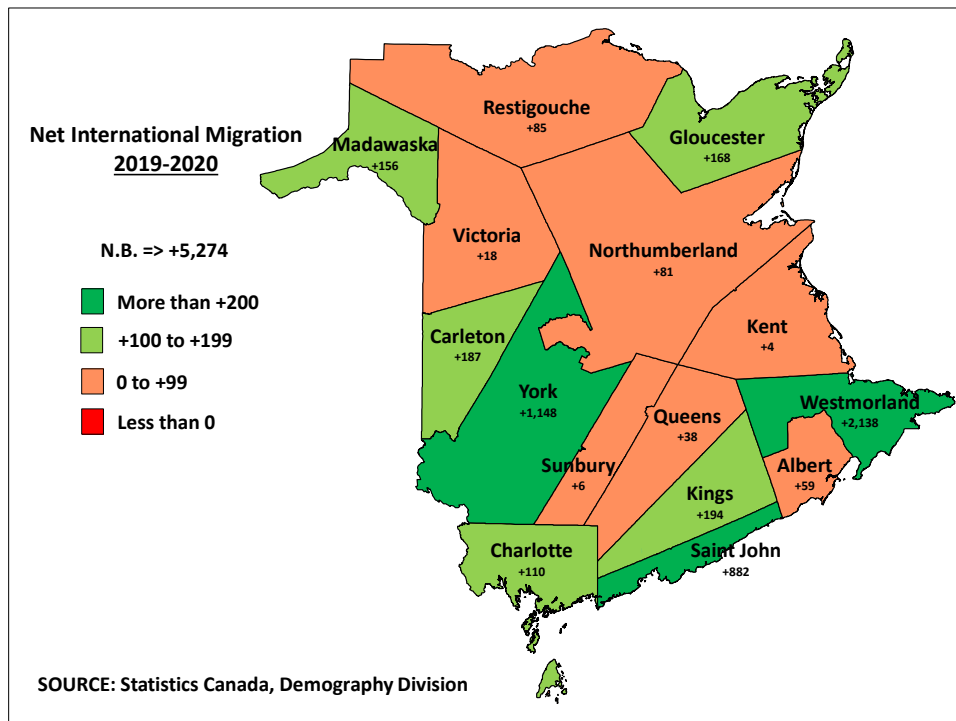 Net International Migration
2019-2020
N.B. => +5,274
More than +200
+100 to +199
0 to +99
Less than 0
Restigouche
+85
Gloucester
+168
Madawaska
+156
Victoria
+18
Northumberland
+81
Carleton
+187
Kent
+4
York
+1,148
Westmorland
+2,138
Queens
+38
Sunbury
+6
Albert
+59
Kings
+194
Charlotte
+110
Saint John
+882
SOURCE: Statistics Canada, Demography Division